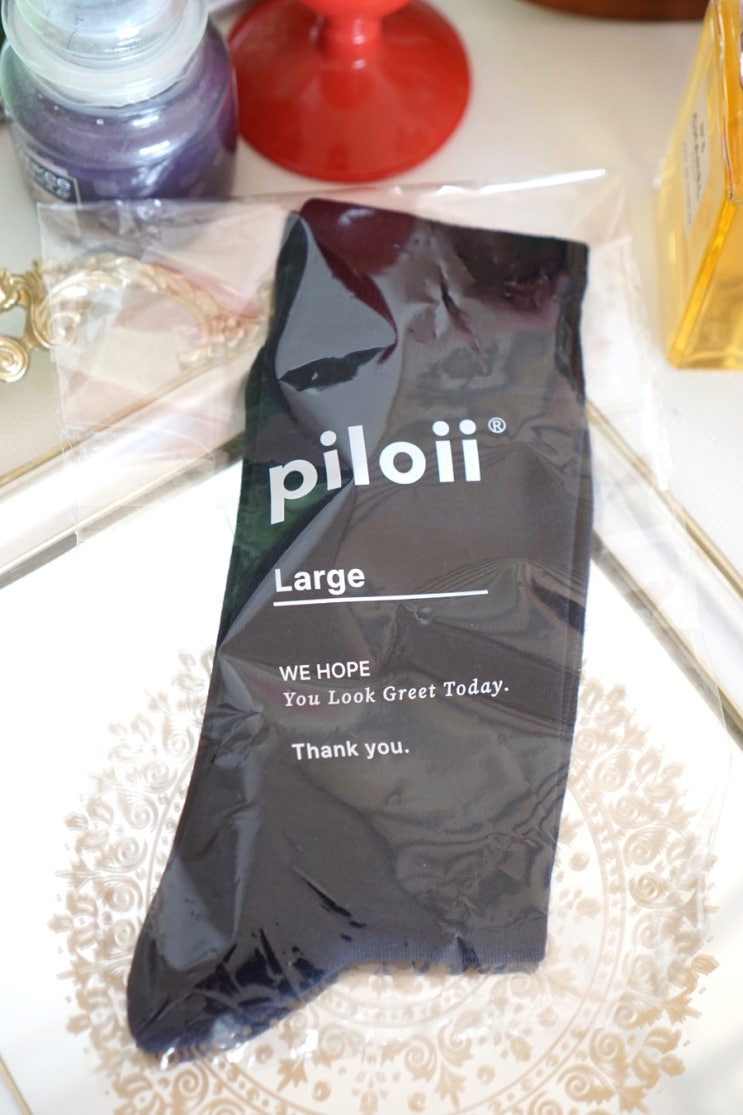 piloii®
Large
WE HOPE
You Look Greet Today.
Thank you.